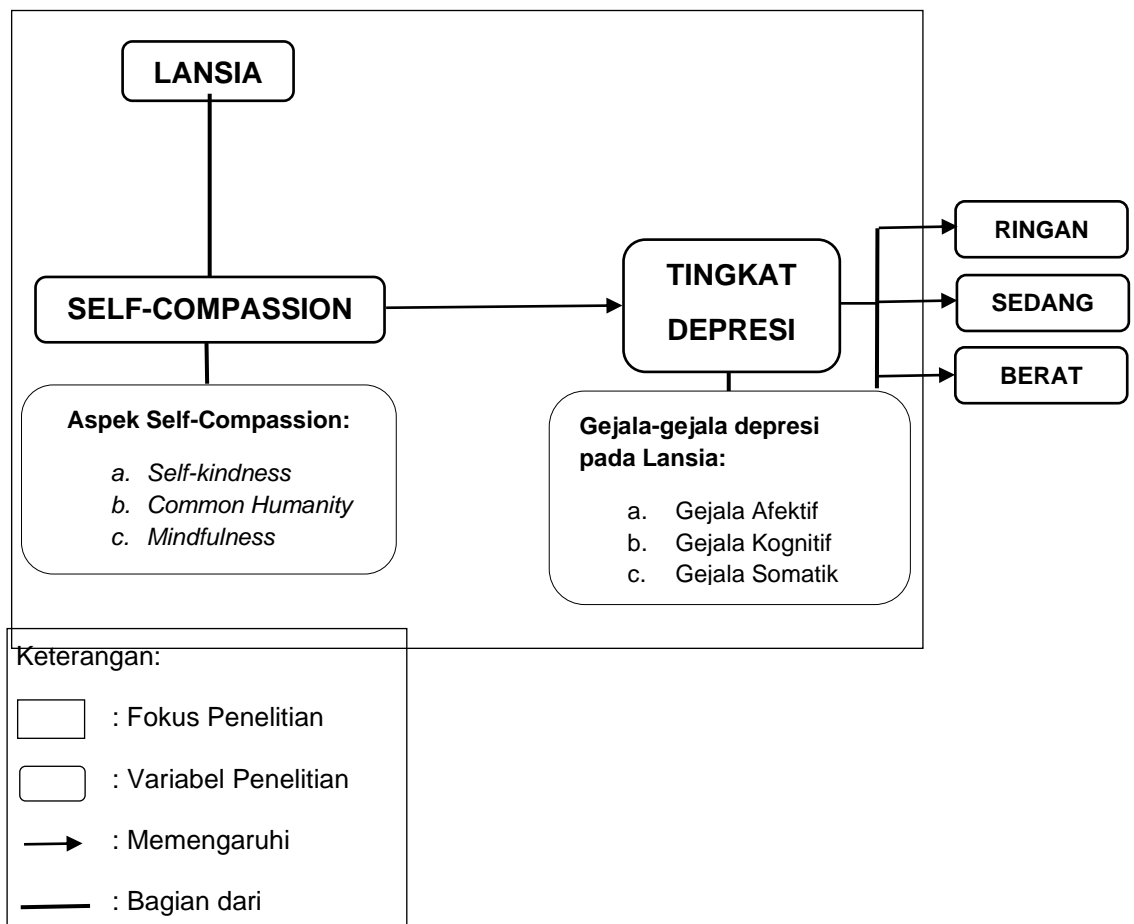 LANSIA
SELF-COMPASSION
Aspek Self-Compassion:
a. Self-kindness
b. Common Humanity
c. Mindfulness
TINGKAT
DEPRESI
Gejala-gejala depresi
pada Lansia:
a. Gejala Afektif
b. Gejala Kognitif
c. Gejala Somatik
RINGAN
SEDANG
BERAT
Keterangan:
: Fokus Penelitian
: Variabel Penelitian
: Memengaruhi
: Bagian dari